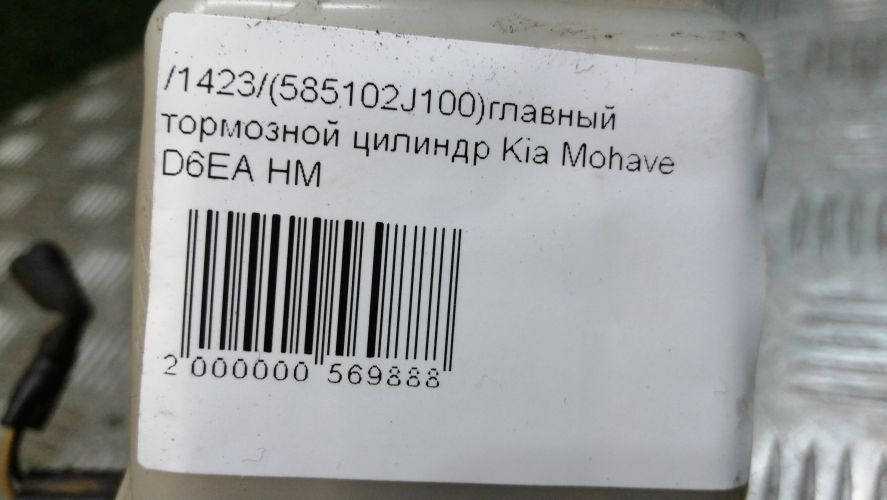 /1423/(585102J100)главный
тормозной цилиндр Kia Mohave
D6EA HM
2 000000 569888